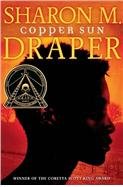 SHARON M.
COPPER SUN
DRAPER
WINNER OF THE CORETTA SCOTT KING AWARD